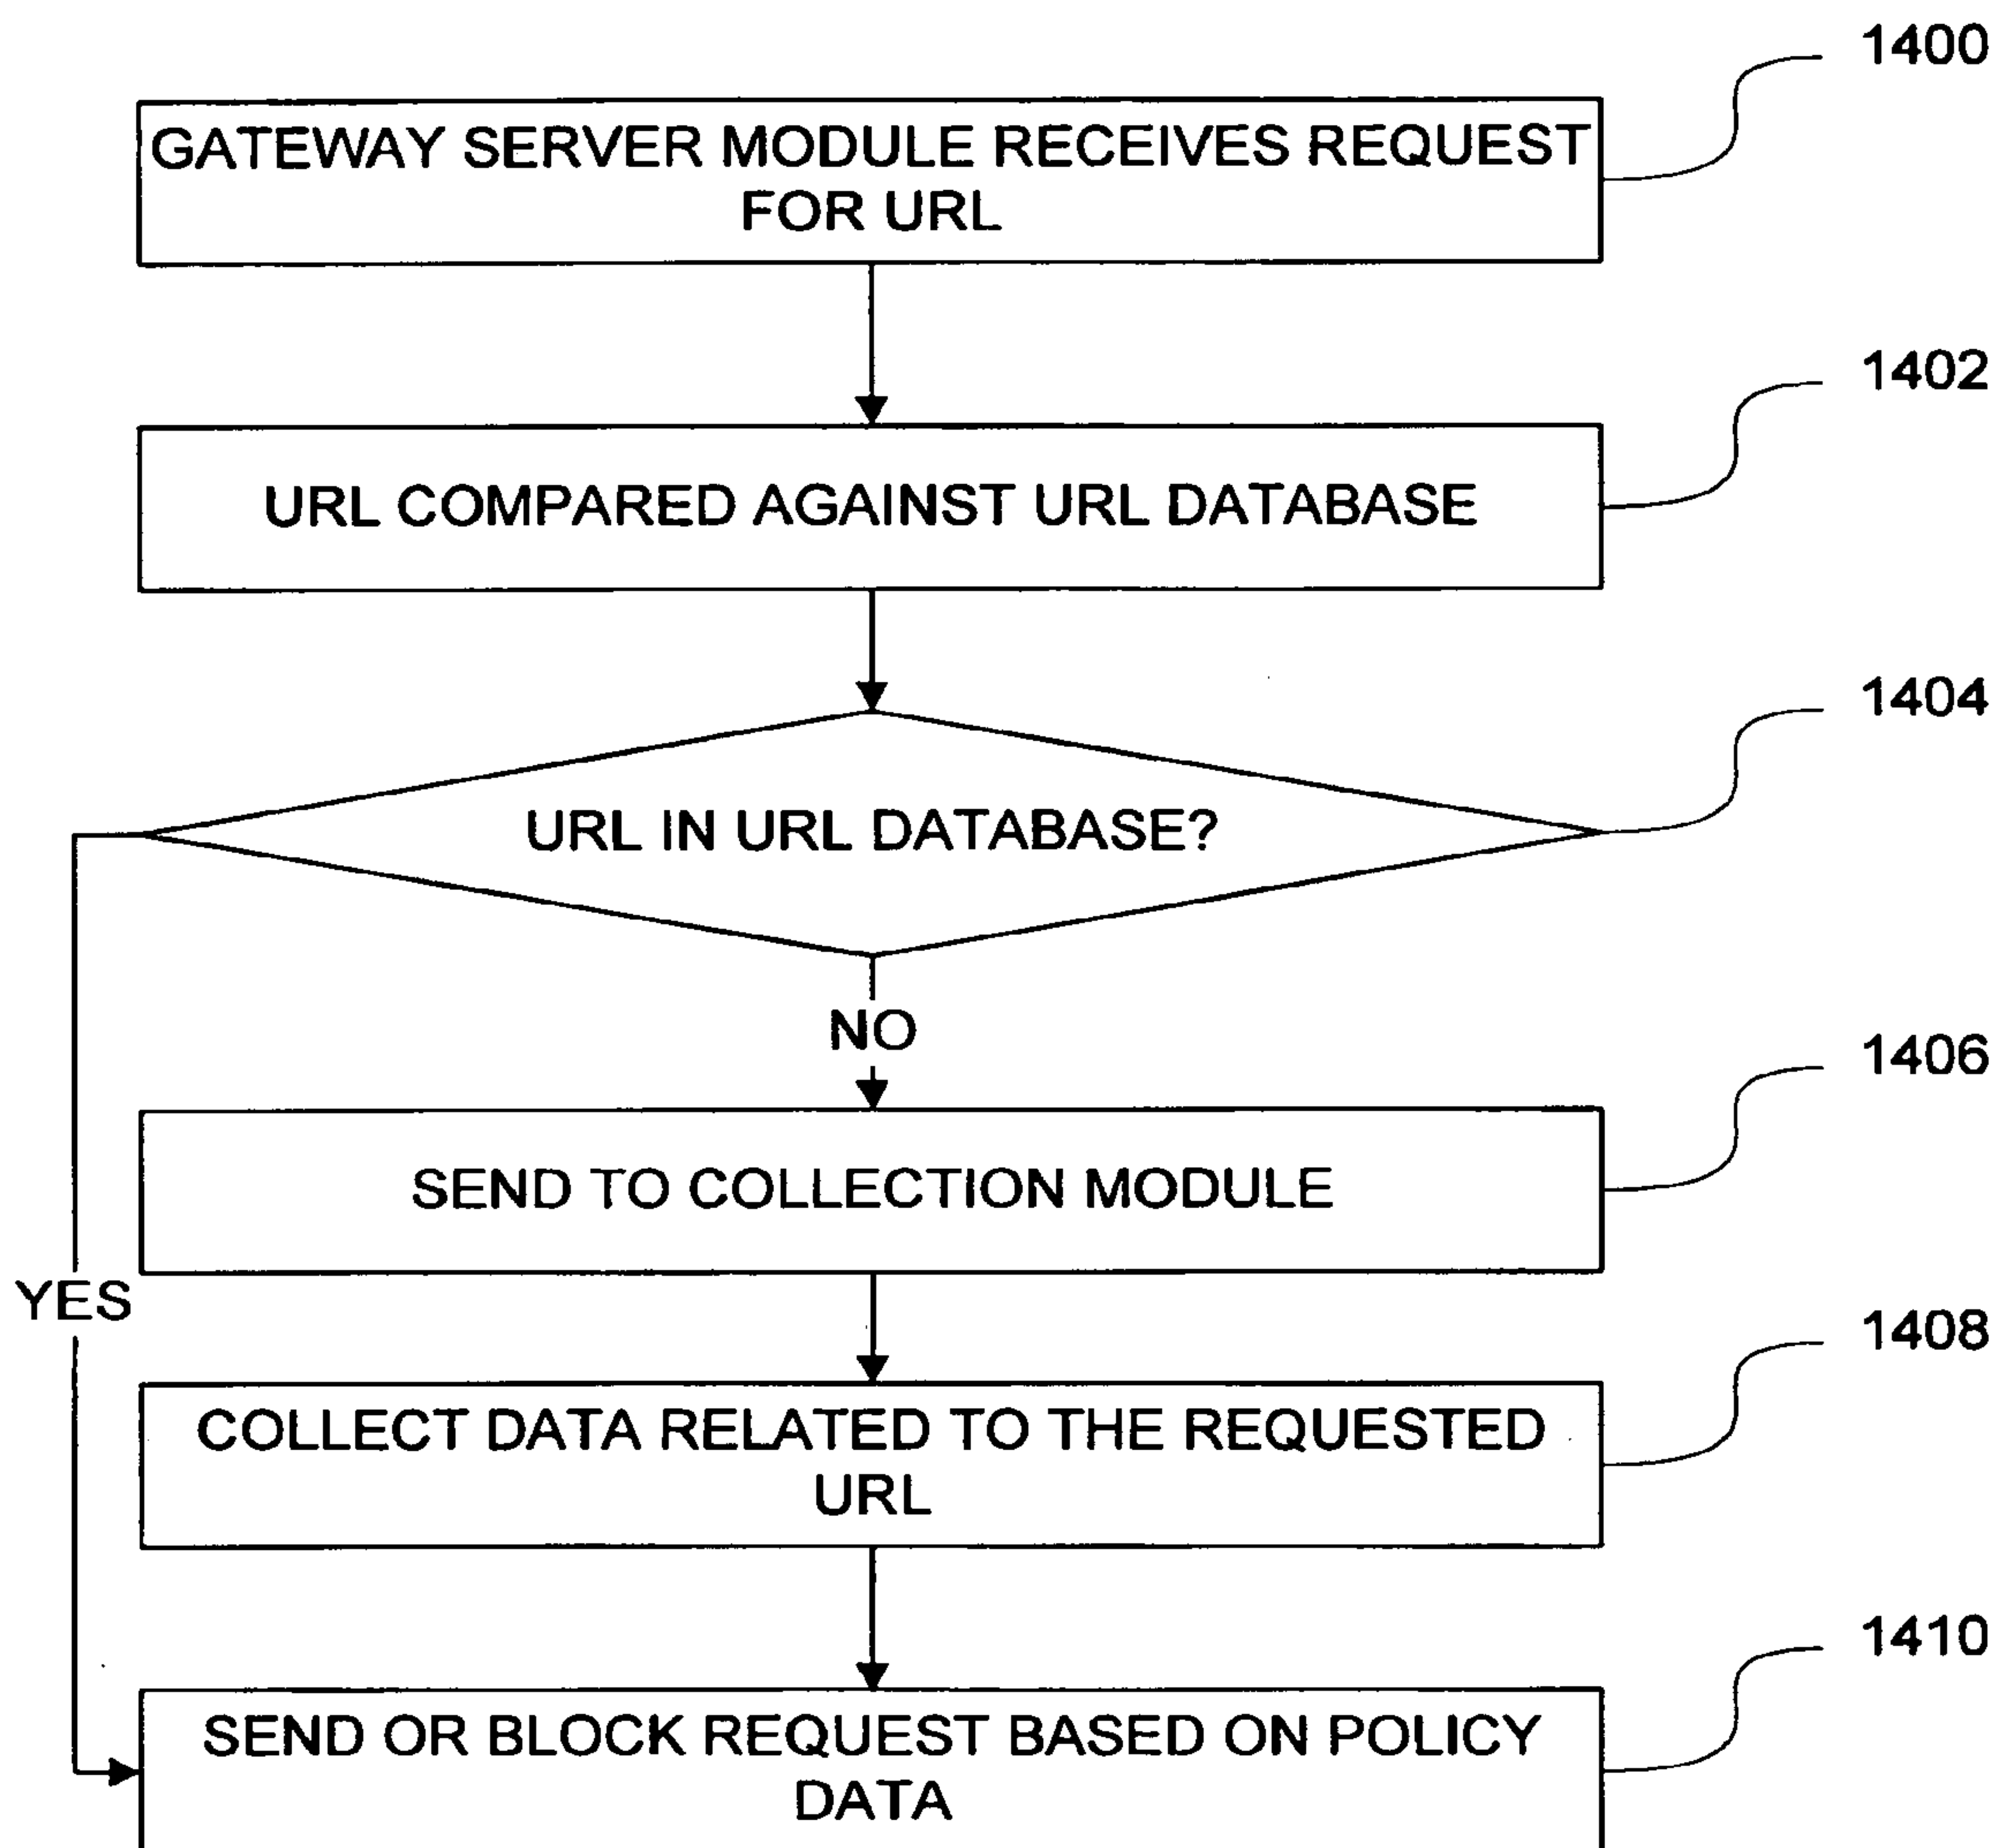 1400
GATEWAY SERVER MODULE RECEIVES REQUEST
FOR URL
1402
URL COMPARED AGAINST URL DATABASE
1404
URL IN URL DATABASE?
NO
1406
SEND TO COLLECTION MODULE
YES
1408
COLLECT DATA RELATED TO THE REQUESTED
URL
1410
SEND OR BLOCK REQUEST BASED ON POLICY
DATA